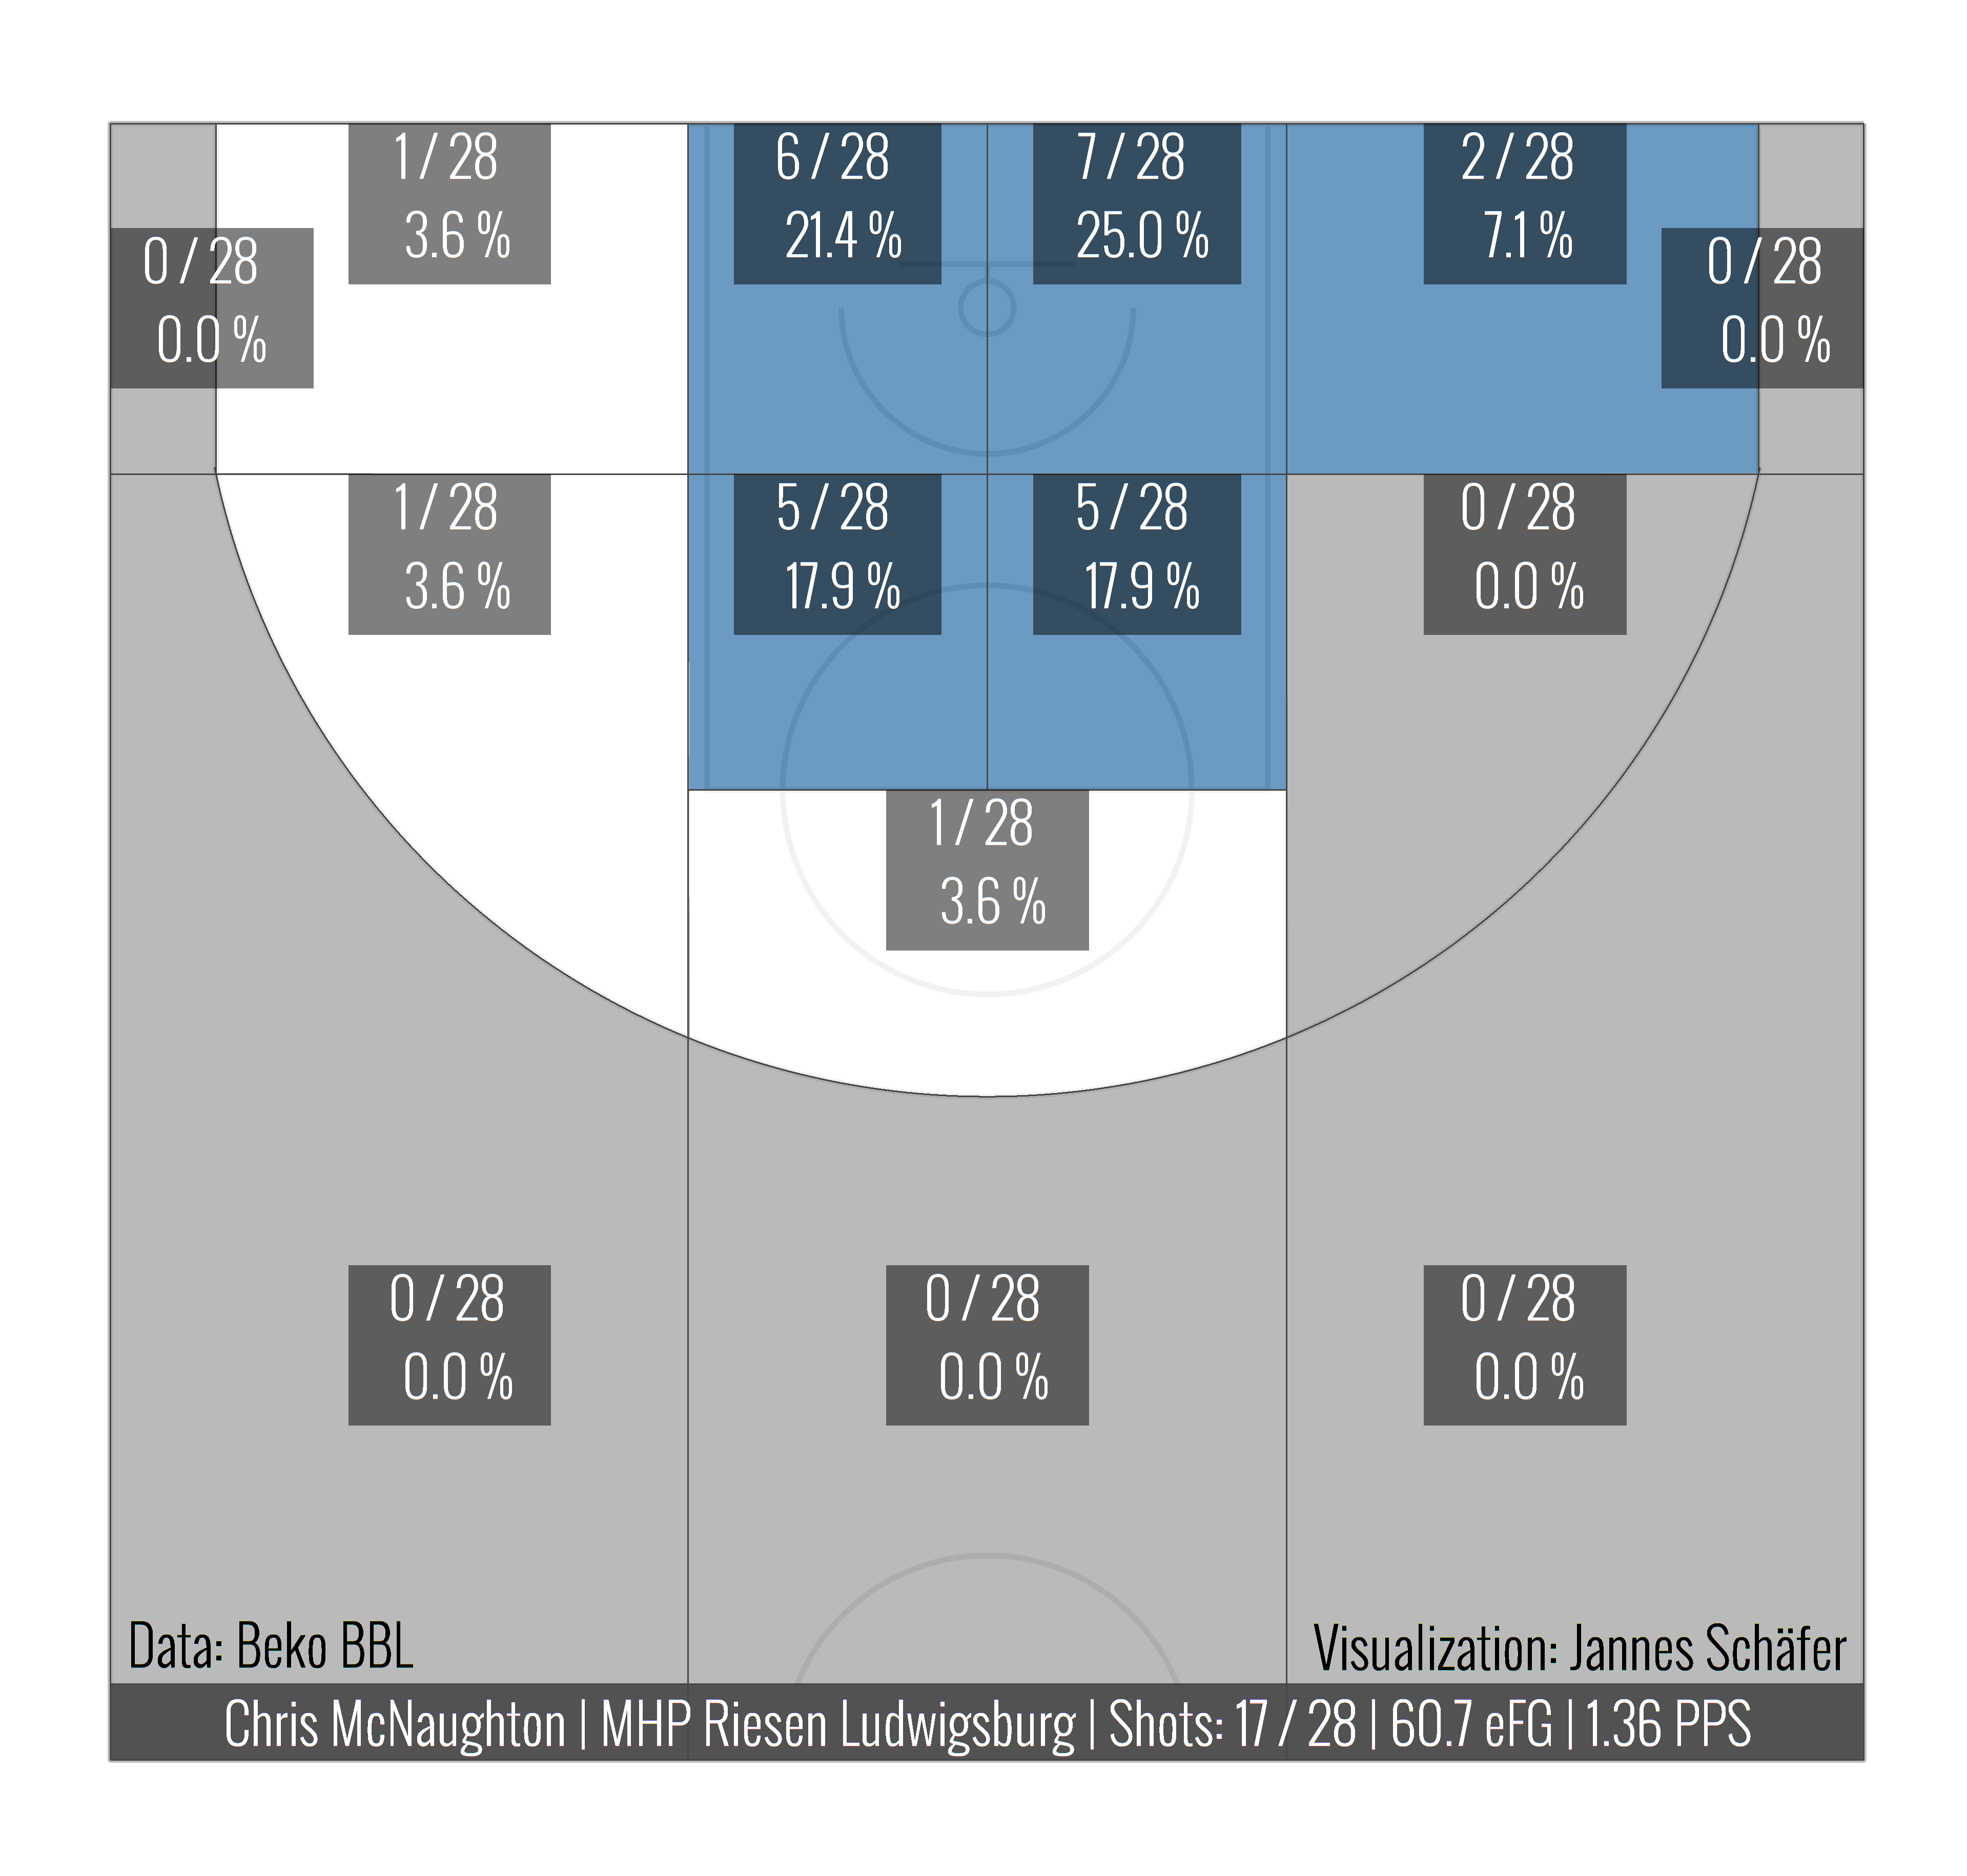 1 / 28
3.6 %
6 / 28
21.4 %
7 / 28
25.0 %
2 / 28
7.1 %
0 / 28
0.0 %
0 / 28
0.0 %
1 / 28
3.6 %
5 / 28
17.9 %
5 / 28
17.9 %
0 / 28
0.0 %
1 / 28
3.6 %
0 / 28
0.0 %
0 / 28
0.0 %
0 / 28
0.0 %
Data: Beko BBL
Visualization: Jannes Schäfer
Chris McNaughton | MHP Riesen Ludwigsburg | Shots: 17 / 28 | 60.7 eFG | 1.36 PPS